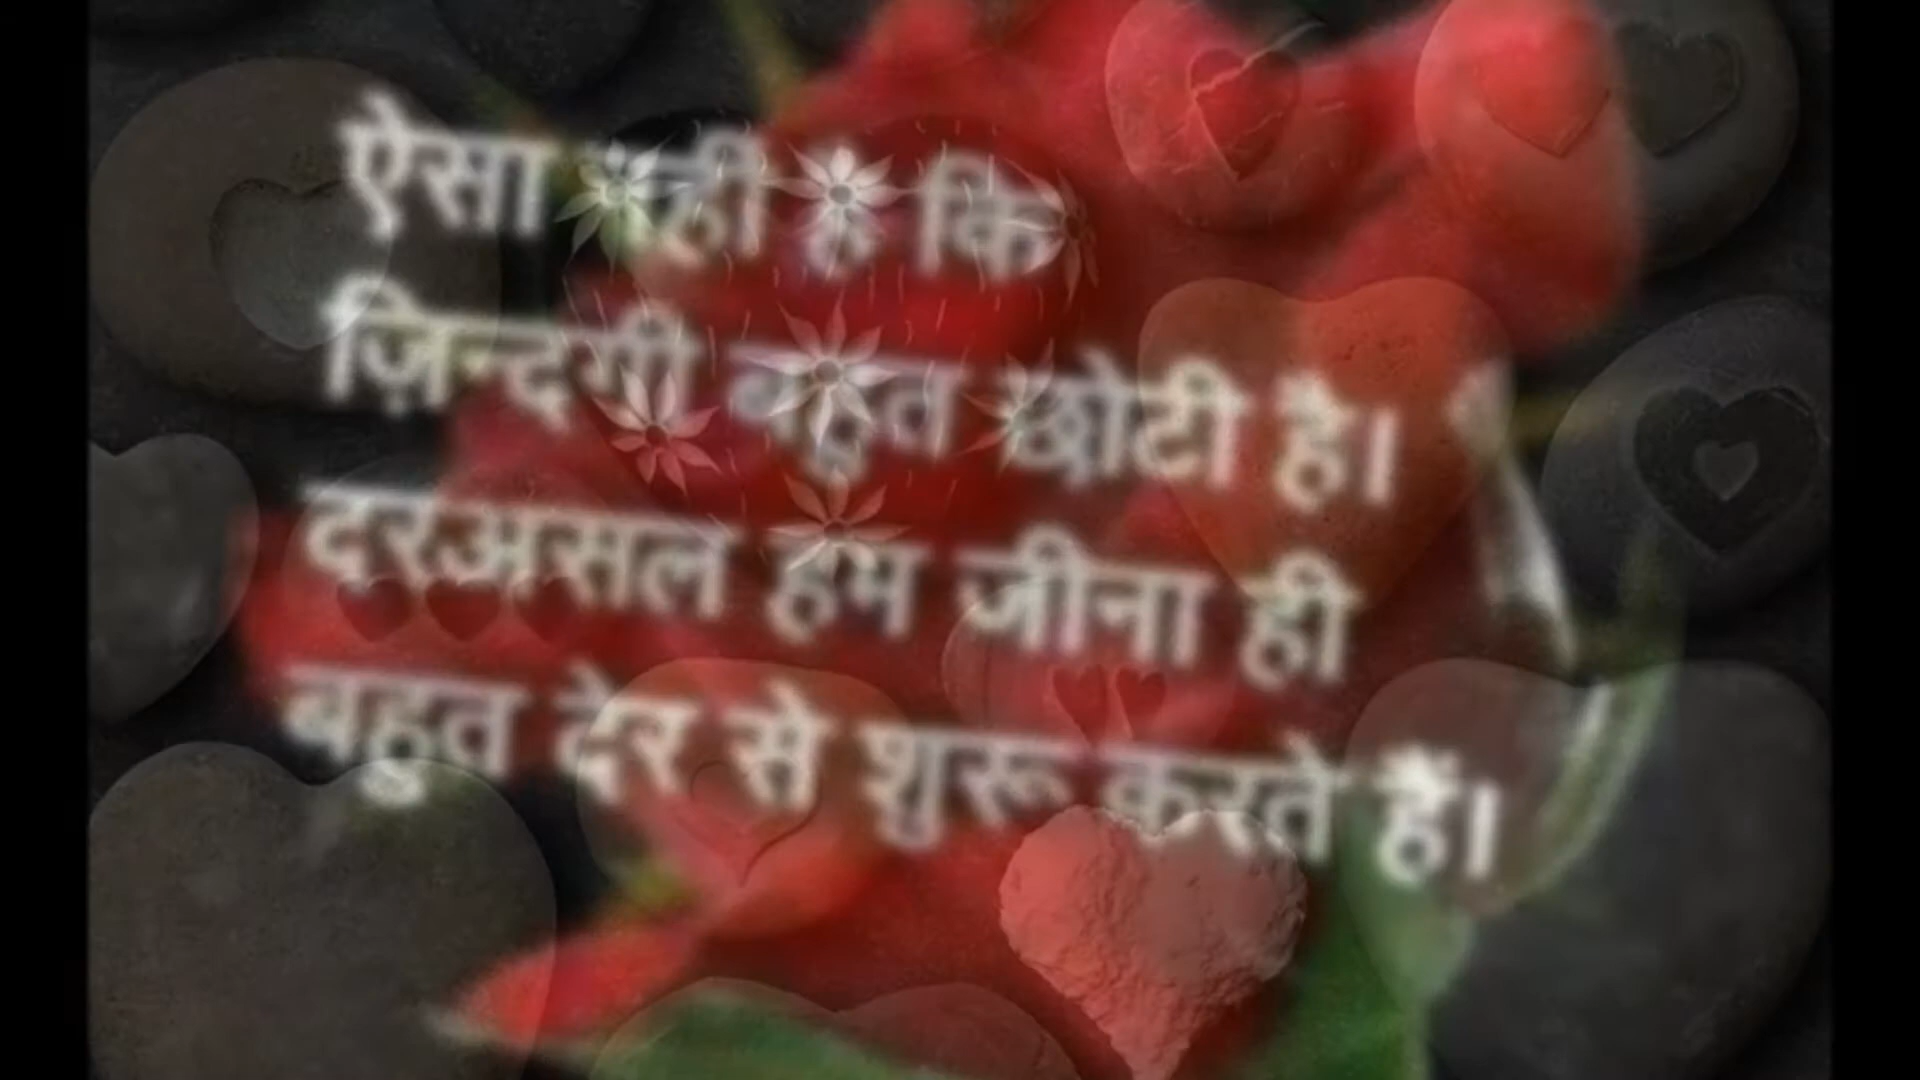 ऐसा नही है कि
ज़िन्दगी बहुत छोटी है।
दरअसल हम जीना ही
बहुत देर से शुरू करते हैं।